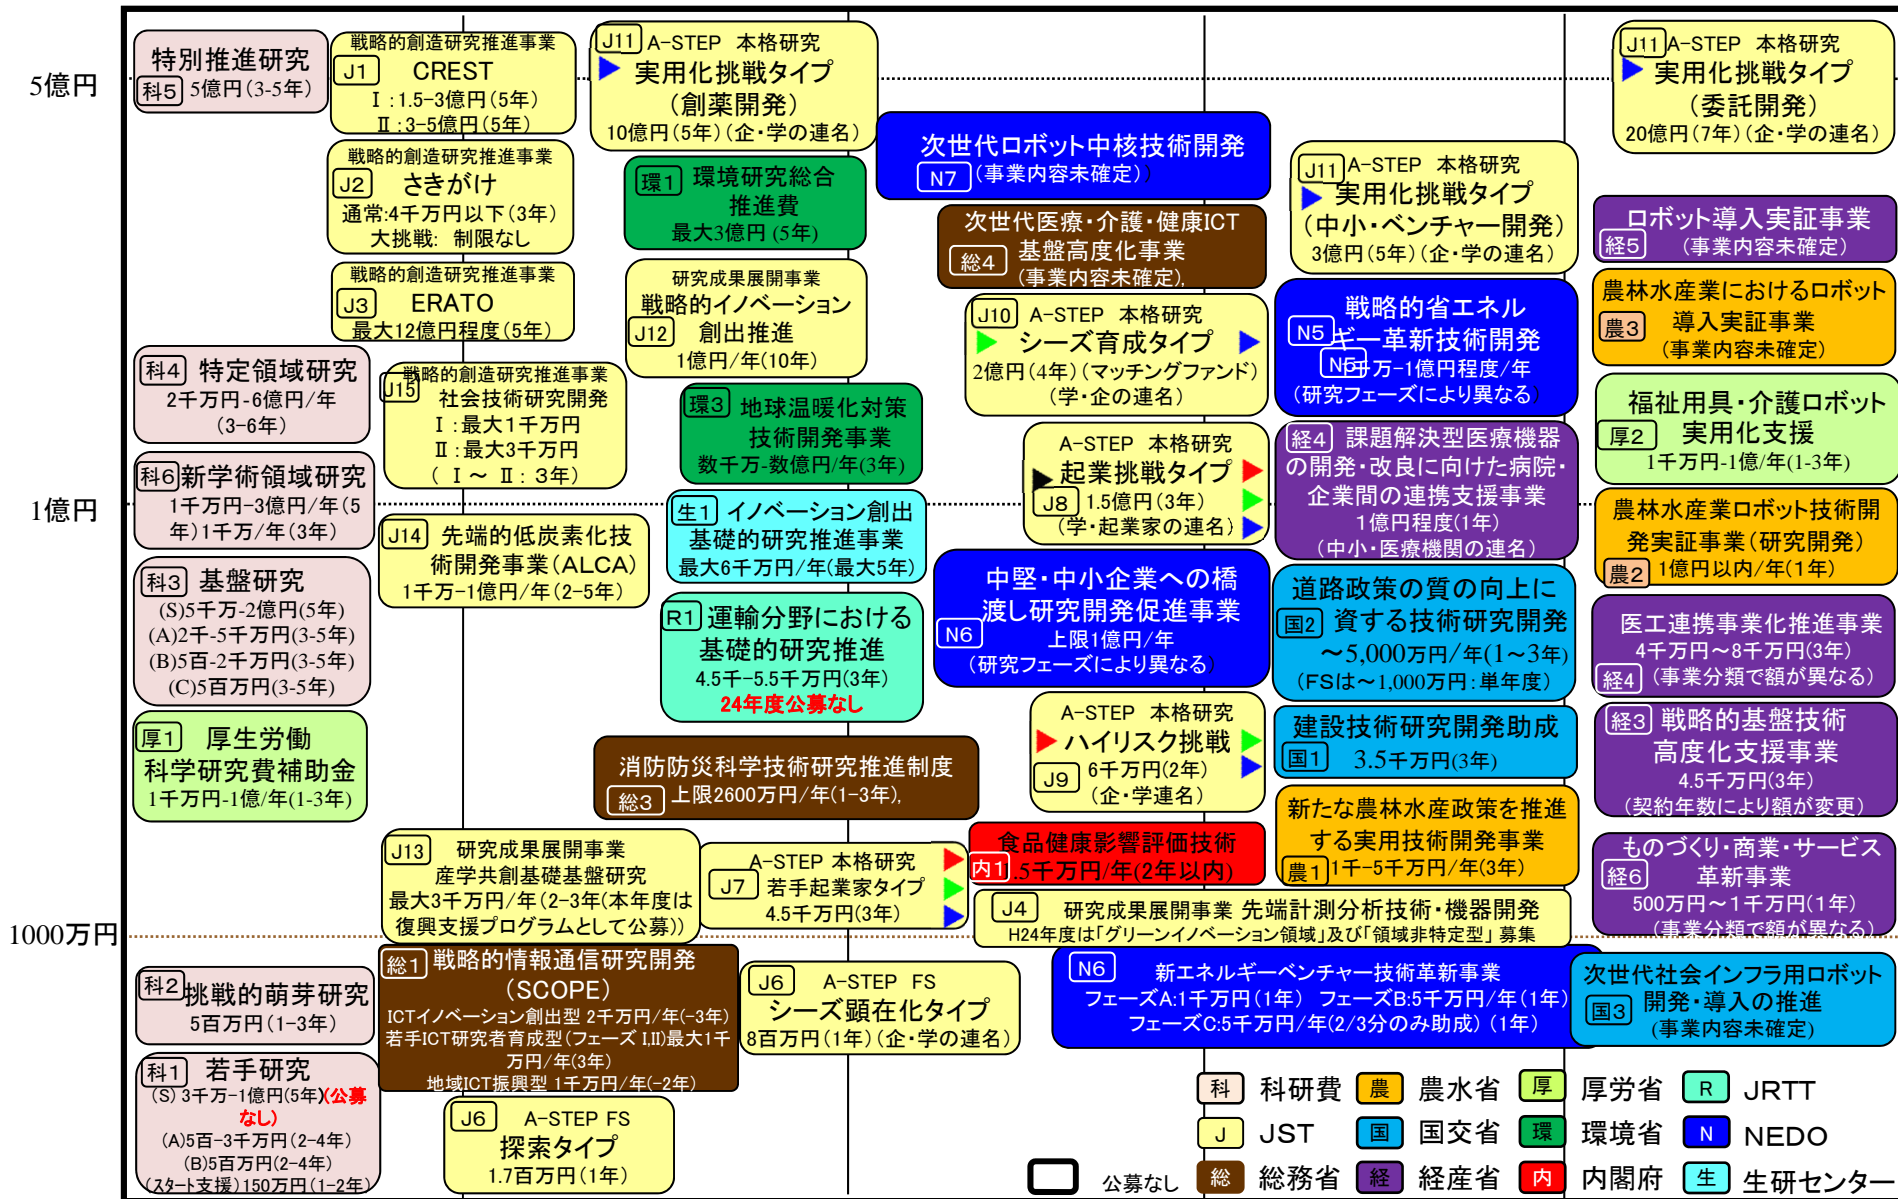 5億円
1億円
1000万円
特別推進研究
科5 5億円(3-5年)
戦略的創造研究推進事業
J1 CREST
Ⅰ:1.5-3億円(5年)
Ⅱ:3-5億円(5年)
戦略的創造研究推進事業
J2 さきがけ
通常:4千万円以下(3年)
大挑戦: 制限なし
戦略的創造研究推進事業
J3 ERATO
最大12億円程度(5年)
科4 特定領域研究
2千万円-6億円/年
(3-6年)
J15 戦略的創造研究推進事業
社会技術研究開発
Ⅰ:最大1千万円
Ⅱ:最大3千万円
( Ⅰ ~ Ⅱ: 3年)
科6 新学術領域研究
1千万円-3億円/年(5
年)1千万/年(3年)
J14 先端的低炭素化技
術開発事業(ALCA)
1千万-1億円/年(2-5年)
科3 基盤研究
(S)5千万-2億円(5年)
(A)2千-5千万円(3-5年)
(B)5百-2千万円(3-5年)
(C)5百万円(3-5年)
厚1 厚生労働
科学研究費補助金
1千万円-1億/年(1-3年)
J13 研究成果展開事業
産学共創基礎基盤研究
最大3千万円/年(2-3年(本年度は
復興支援プログラムとして公募))
科2 挑戦的萌芽研究
5百万円(1-3年)
総1 戦略的情報通信研究開発
(SCOPE)
ICTイノベーション創出型 2千万円/年(-3年)
若手ICT研究者育成型(フェーズ I,II)最大1千
万円/年(3年)
地域ICT振興型 1千万円/年(-2年)
科1 若手研究
(S) 3千万-1億円(5年)(公募
なし)
(A)5百-3千万円(2-4年)
(B)5百万円(2-4年)
(スタート支援)150万円(1-2年)
J6 A-STEP FS
探索タイプ
1.7百万円(1年)
J11 A-STEP 本格研究
実用化挑戦タイプ
(創薬開発)
10億円(5年)(企・学の連名)
環1 環境研究総合
推進費
最大3億円 (5年)
研究成果展開事業
戦略的イノベーション
J12 創出推進
1億円/年(10年)
環3 地球温暖化対策
技術開発事業
数千万-数億円/年(3年)
生1 イノベーション創出
基礎的研究推進事業
最大6千万円/年(最大5年)
R1 運輸分野における
基礎的研究推進
4.5千-5.5千万円(3年)
24年度公募なし
消防防災科学技術研究推進制度
総3 上限2600万円/年(1-3年),
A-STEP 本格研究
J7 若手起業家タイプ
4.5千万円(3年)
J6 A-STEP FS
シーズ顕在化タイプ
8百万円(1年)(企・学の連名)
次世代ロボット中核技術開発
N7 (事業内容未確定))
次世代医療・介護・健康ICT
総4 基盤高度化事業
(事業内容未確定),
J10 A-STEP 本格研究
シーズ育成タイプ
2億円(4年)(マッチングファンド)
(学・企の連名)
A-STEP 本格研究
起業挑戦タイプ
J8 1.5億円(3年)
(学・起業家の連名)
中堅・中小企業への橋
渡し研究開発促進事業
N6 上限1億円/年
(研究フェーズにより異なる)
A-STEP 本格研究
ハイリスク挑戦
J9 6千万円(2年)
(企・学連名)
食品健康影響評価技術
内1 .5千万円/年(2年以内)
J4 研究成果展開事業 先端計測分析技術・機器開発
H24年度は「グリーンイノベーション領域」及び「領域非特定型」募集
N6 新エネルギーベンチャー技術革新事業
フェーズA:1千万円(1年) フェーズB:5千万円/年(1年)
フェーズC:5千万円/年(2/3分のみ助成) (1年)
J11 A-STEP 本格研究
実用化挑戦タイプ
(中小・ベンチャー開発)
3億円(5年)(企・学の連名)
戦略的省エネル
N5 ギー革新技術開発
N5 千万-1億円程度/年
(研究フェーズにより異なる)
経4 課題解決型医療機器
の開発・改良に向けた病院・
企業間の連携支援事業
1億円程度(1年)
(中小・医療機関の連名)
道路政策の質の向上に
国2 資する技術研究開発
~5,000万円/年(1~3年)
(FSは~1,000万円:単年度)
建設技術研究開発助成
国1 3.5千万円(3年)
新たな農林水産政策を推進
する実用技術開発事業
農1 1千-5千万円/年(3年)
J11 A-STEP 本格研究
実用化挑戦タイプ
(委託開発)
20億円(7年)(企・学の連名)
ロボット導入実証事業
経5 (事業内容未確定)
農林水産業におけるロボット
農3 導入実証事業
(事業内容未確定)
福祉用具・介護ロボット
厚2 実用化支援
1千万円-1億/年(1-3年)
農林水産業ロボット技術開
発実証事業(研究開発)
農2 1億円以内/年(1年)
医工連携事業化推進事業
4千万円~8千万円(3年)
経4 (事業分類で額が異なる)
経3 戦略的基盤技術
高度化支援事業
4.5千万円(3年)
(契約年数により額が変更)
ものづくり・商業・サービス
経6 革新事業
500万円~1千万円(1年)
(事業分類で額が異なる)
次世代社会インフラ用ロボット
国3 開発・導入の推進
(事業内容未確定)
科 科研費 農 農水省 厚 厚労省 R JRTT
J JST 国 国交省 環 環境省 N NEDO
公募なし 総 総務省 経 経産省 内 内閣府 生 生研センター